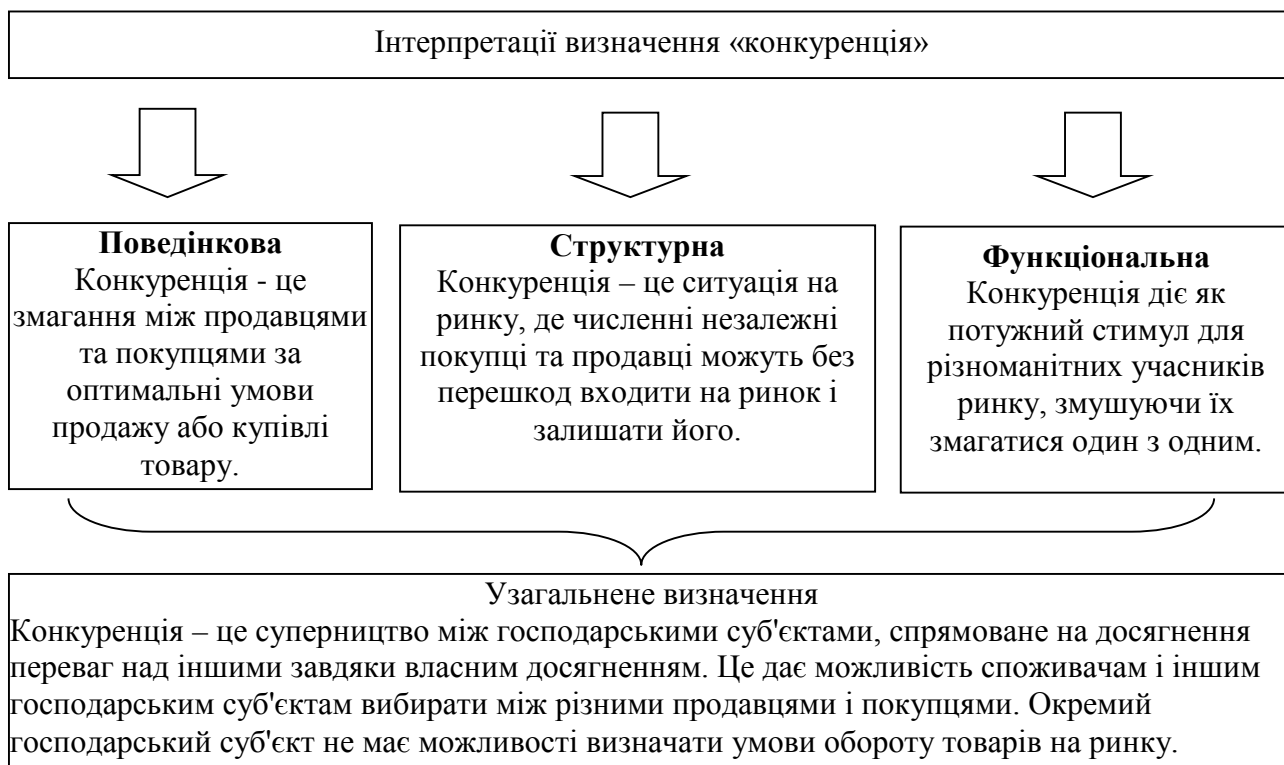 Інтерпретації визначення «конкуренція»
Поведінкова
Конкуренція - це
змагання між продавцями
та покупцями за
оптимальні умови
продажу або купівлі
товару.
Структурна
Конкуренція – це ситуація на
ринку, де численні незалежні
покупці та продавці можуть без
перешкод входити на ринок і
залишати його.
Функціональна
Конкуренція діє як
потужний стимул для
різноманітних учасників
ринку, змушуючи їх
змагатися один з одним.
Узагальнене визначення
Конкуренція – це суперництво між господарськими суб'єктами, спрямоване на досягнення
переваг над іншими завдяки власним досягненням. Це дає можливість споживачам і іншим
господарським суб'єктам вибирати між різними продавцями і покупцями. Окремий
господарський суб'єкт не має можливості визначати умови обороту товарів на ринку.